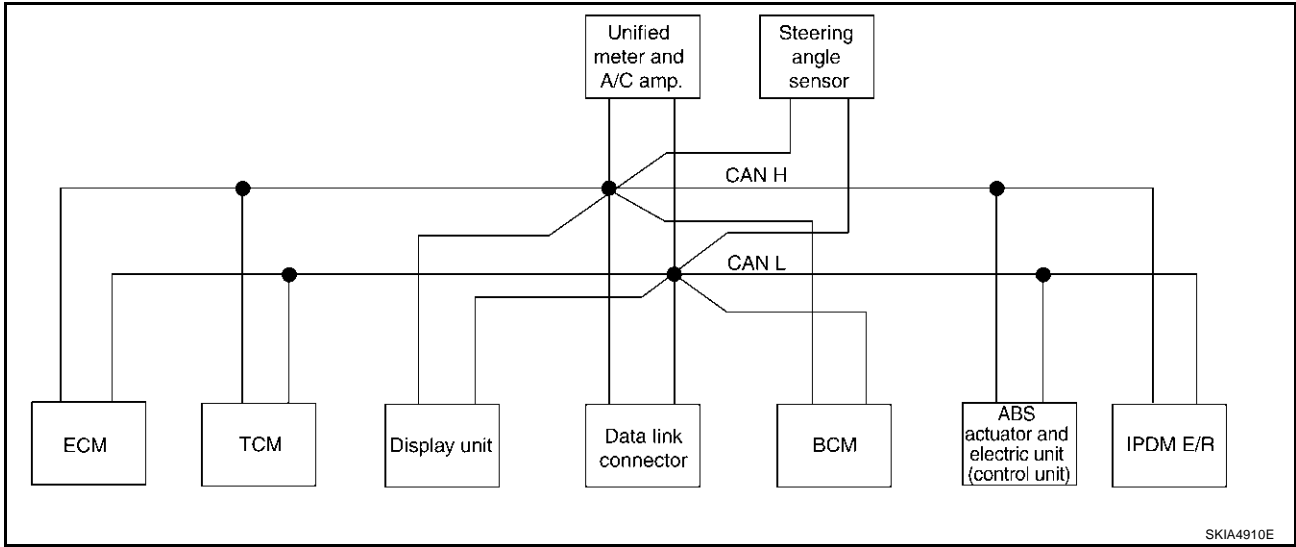 Unified
meter and
A/C amp.
Steering
angle
sensor
CAN H
CAN L
ECM
TCM
Display unit
Data link
connector
BCM
ABS
actuator and
electric unit
(control unit)
IPDM E/R
SKIA4910E